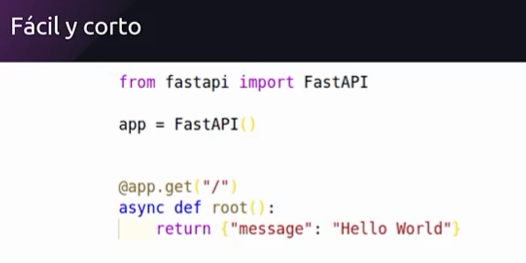 Fácil y corto
from fastapi import FastAPI
app = FastAPI()
@app.get("/")
async def root():
    return {"message": "Hello World"}